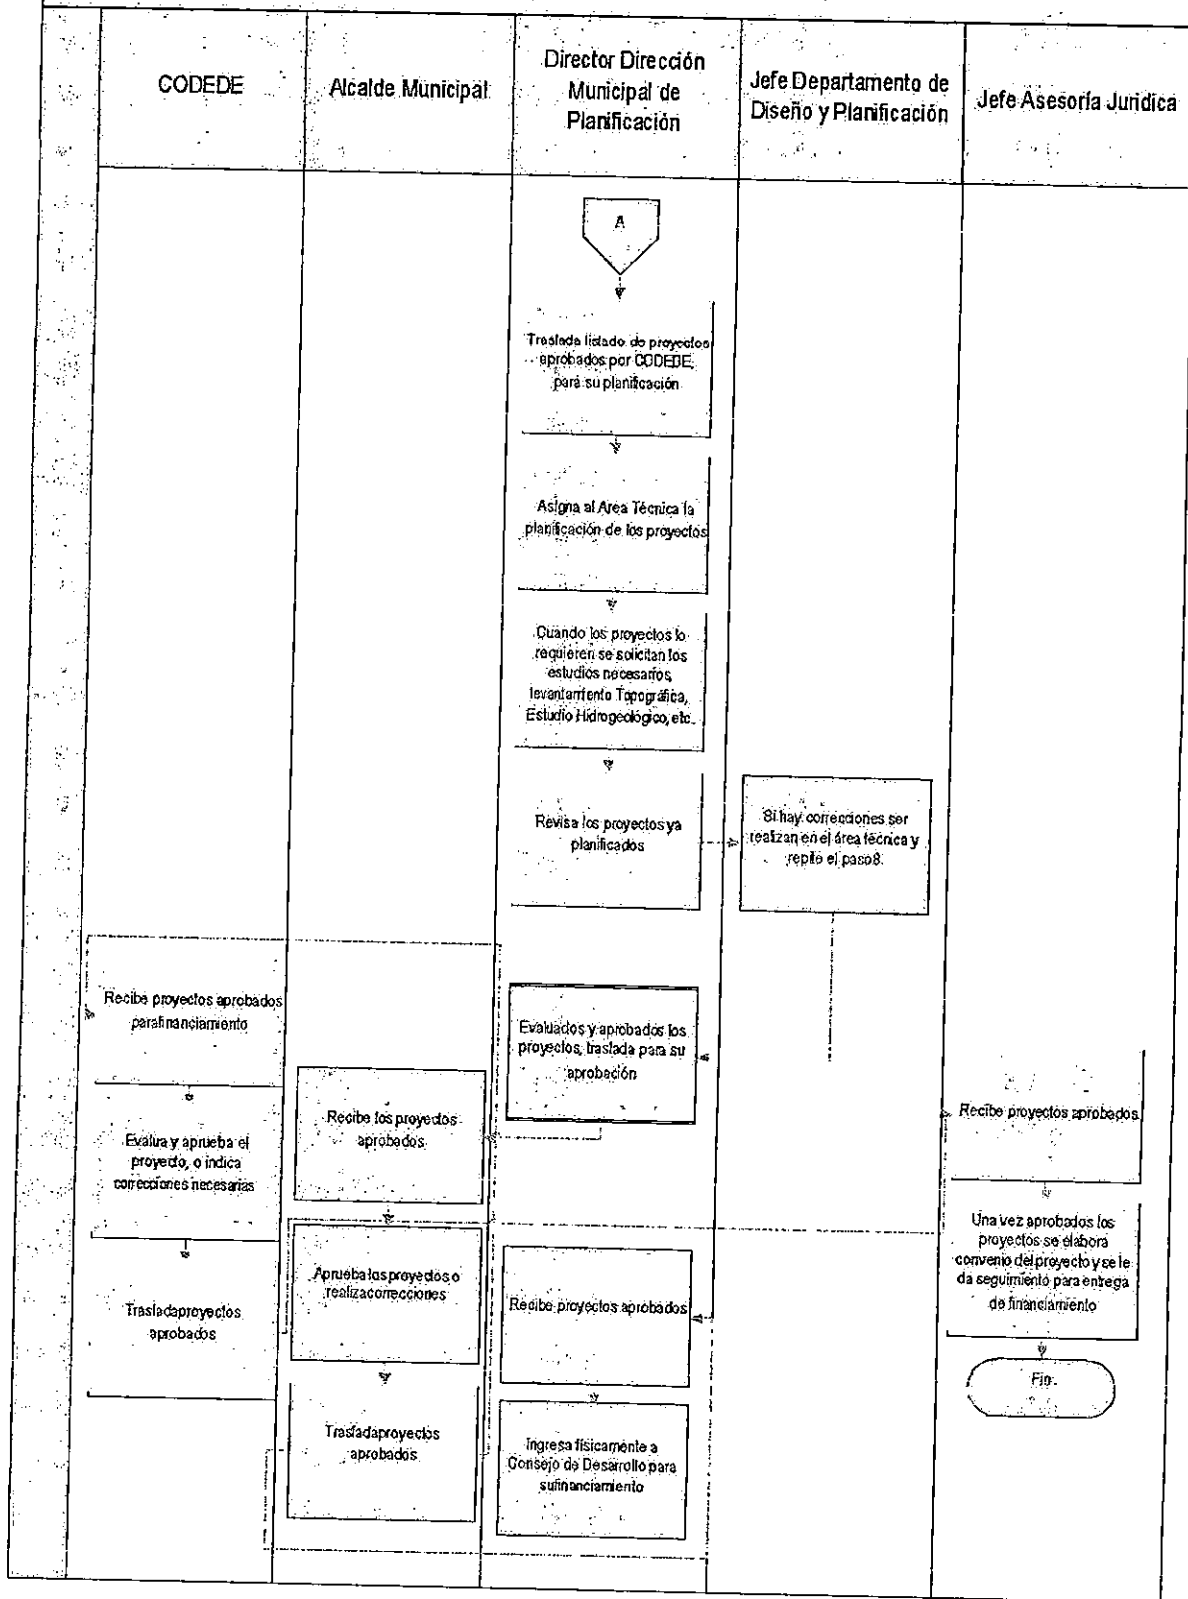 CODEDE
Alcalde Municipal
Director Dirección
Municipal de
Planificación
Jefe Departamento de
Diseño y Planificación
Jefe Asesoría Juridica
A
Traslada listado de proyectos
aprobados por CODEDE,
para su planificación
Asigna al Area Técnica la
planificación de los proyectos
Cuando los proyectos lo
requieren se solicitan los
estudios necesarios,
levantamiento Topográfica,
Estudio Hidrogeológico, etc.
Revisa los proyectos ya
planificados
Si hay correcciones ser
realizan en el área técnica y
repite el paso8.
Recibe proyectos aprobados
parafinanciamiento
Evaluados y aprobados los
proyectos, traslada para su
aprobación
Recibe los proyectos
aprobados
Recibe proyectos aprobados
Evalua y aprueba el
proyecto, o indica
correcciones necesarias
Una vez aprobados los
proyectos se elabora
convenio delproyecto y se le
da seguimiento para entrega
de financiamiento
Aprueba los proyectos o
realizacorrecciones
Recibe proyectos aprobados
Trasladaproyectos
aprobados
Fin.
Trasladaproyectos
aprobados
Ingresa físicamente a
Consejo de Desarrollo para
sufinanciamiento